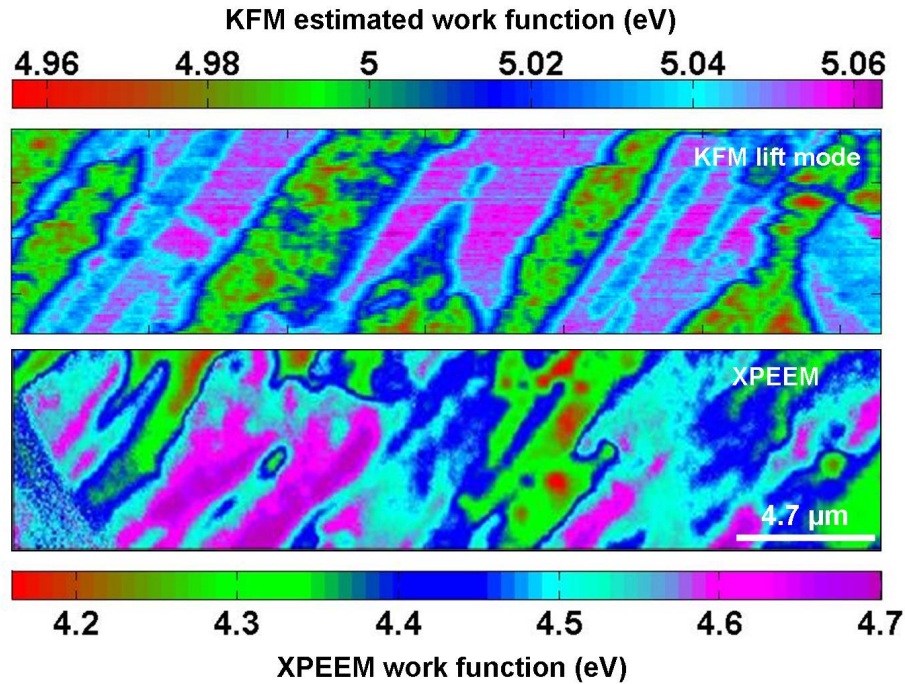 KFM estimated work function (eV)
4.96 4.98 5 5.02 5.04 5.06
KFM lift mode
XPEEM
4.7 µm
4.2 4.3 4.4 4.5 4.6 4.7
XPEEM work function (eV)